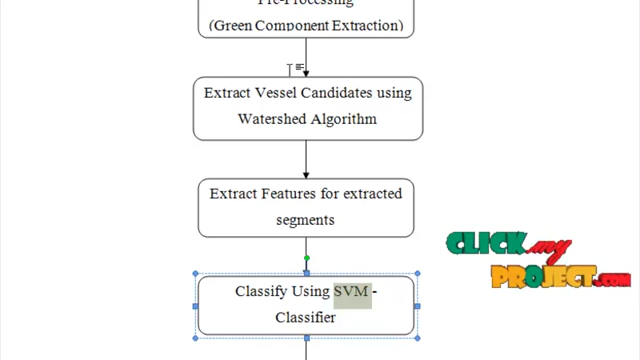 Pre-Processing
(Green Component Extraction)
Extract Vessel Candidates using
Watershed Algorithm
Extract Features for extracted
segments
Classify Using SVM -
Classifier
CLICK my
PROJECT.com